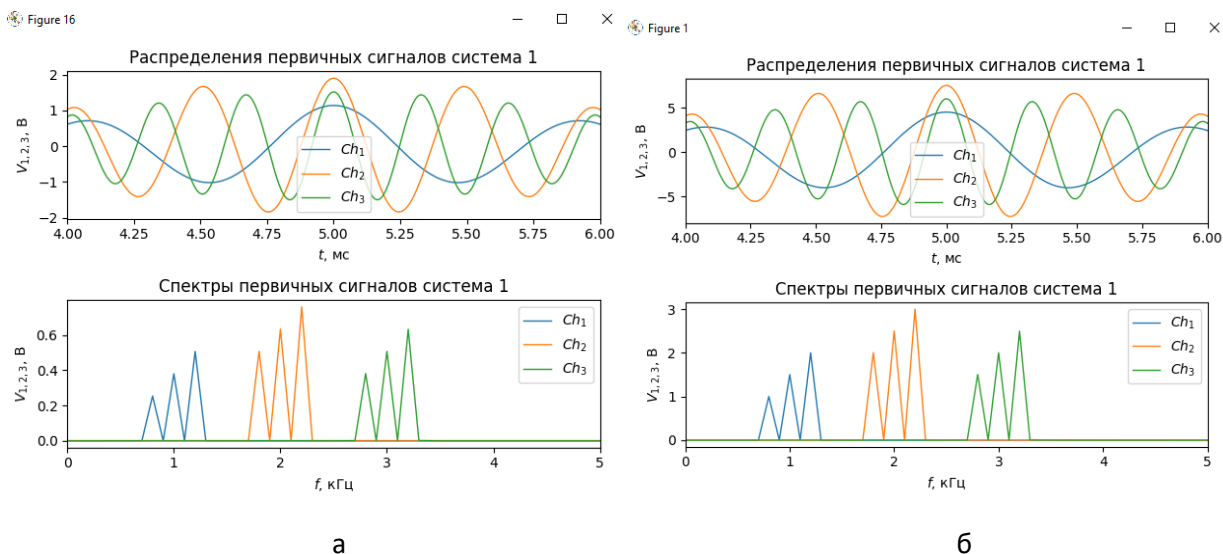 Figure 16
Распределения первичных сигналов система 1
V1,2,3, В
2
1
0
−1
−2
Ch1
Ch2
Ch3
4.00 4.25 4.50 4.75 5.00 5.25 5.50 5.75 6.00
t, мс
Спектры первичных сигналов система 1
V1,2,3, В
0.6
0.4
0.2
0.0
Ch1
Ch2
Ch3
0 1 2 3 4 5
f, кГц
а
Figure 1
Распределения первичных сигналов система 1
V1,2,3, В
5
0
−5
Ch1
Ch2
Ch3
4.00 4.25 4.50 4.75 5.00 5.25 5.50 5.75 6.00
t, мс
Спектры первичных сигналов система 1
V1,2,3, В
3
2
1
0
Ch1
Ch2
Ch3
0 1 2 3 4 5
f, кГц
б